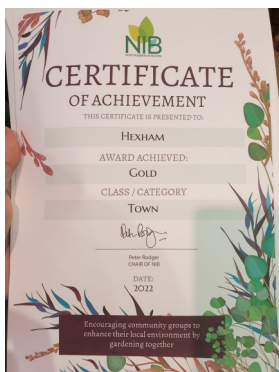 NIB
CERTIFICATE
OF ACHIEVEMENT
THIS CERTIFICATE IS PRESENTED TO:
HEXHAM
AWARD ACHIEVED:
GOLD
CLASS / CATEGORY
TOWN
Peter Rodger
CHAIR OF NIB
DATE:
2022
Encouraging community groups to
enhance their local environment by
gardening together